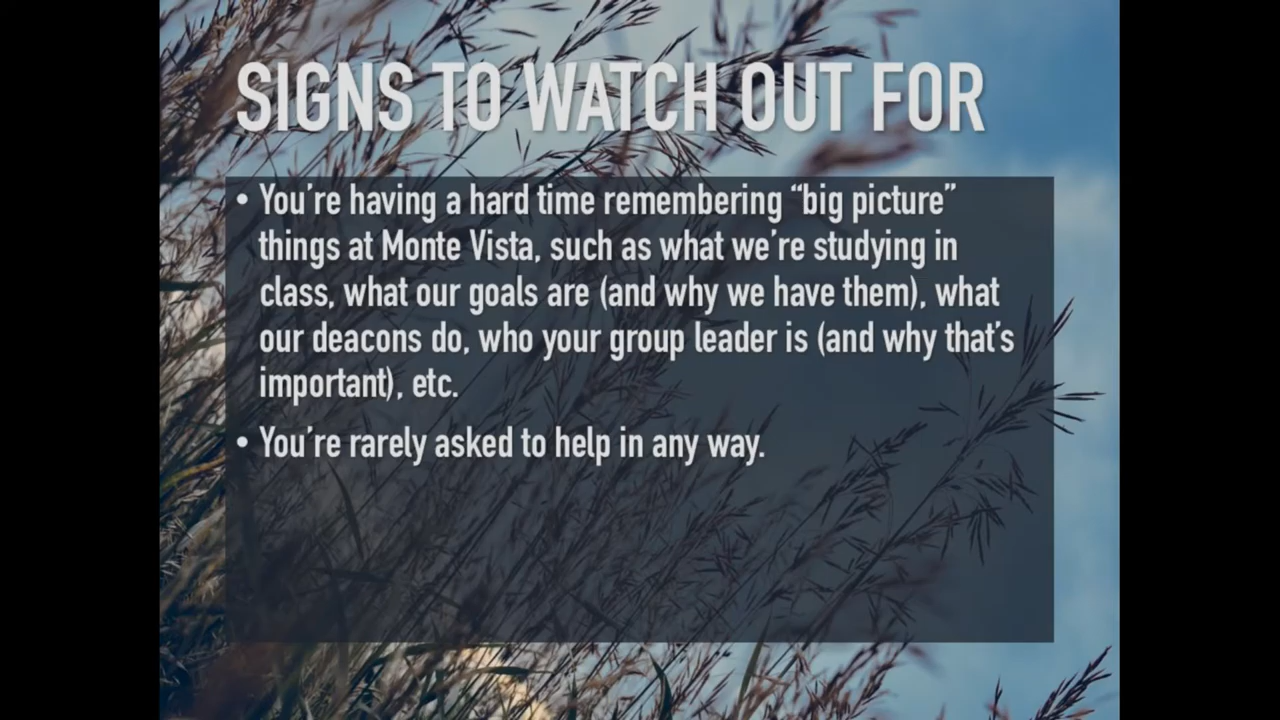 SIGNS TO WATCH OUT FOR
• You’re having a hard time remembering “big picture”
things at Monte Vista, such as what we’re studying in
class, what our goals are (and why we have them), what
our deacons do, who your group leader is (and why that’s
important), etc.
• You’re rarely asked to help in any way.